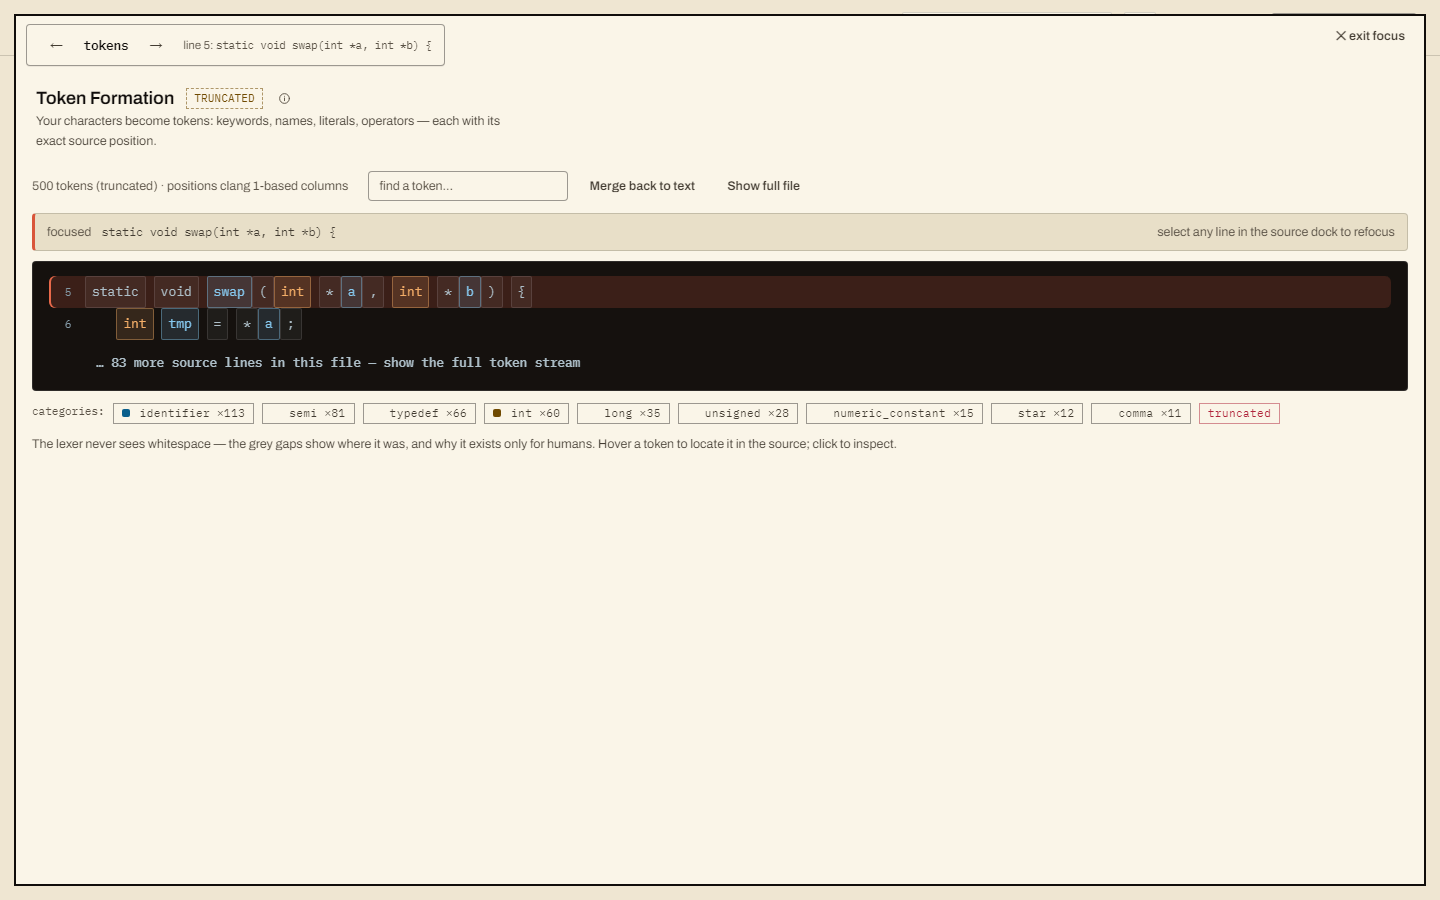 ← tokens → line 5: static void swap(int *a, int *b) {
exit focus
Token Formation TRUNCATED
Your characters become tokens: keywords, names, literals, operators — each with its
exact source position.
500 tokens (truncated) · positions clang 1-based columns find a token... Merge back to text Show full file
focused static void swap(int *a, int *b) { select any line in the source dock to refocus
5 static void swap ( int * a , int * b ) {
6 int tmp = * a ;
… 83 more source lines in this file — show the full token stream
categories: identifier ×113 semi ×81 typedef ×66 int ×60 long ×35 unsigned ×28 numeric_constant ×15 star ×12 comma ×11 truncated
The lexer never sees whitespace — the grey gaps show where it was, and why it exists only for humans. Hover a token to locate it in the source; click to inspect.